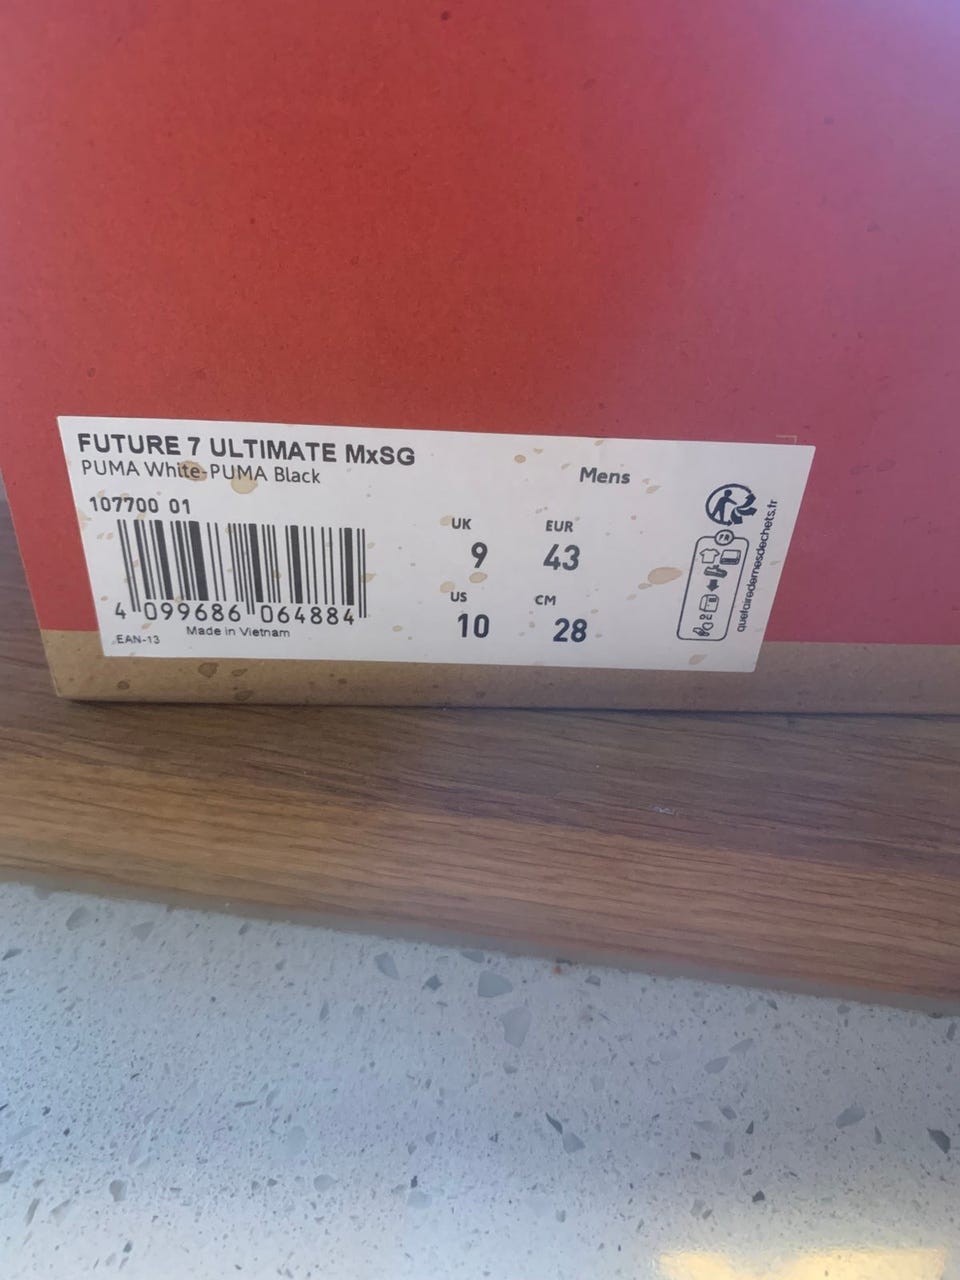 FUTURE 7 ULTIMATE MxSG
PUMA White-PUMA Black
Mens
107700 01
UK EUR
9 43
US CM
10 28
4 099686 064884
EAN-13 Made in Vietnam
FR
quefairedemesdechets.fr